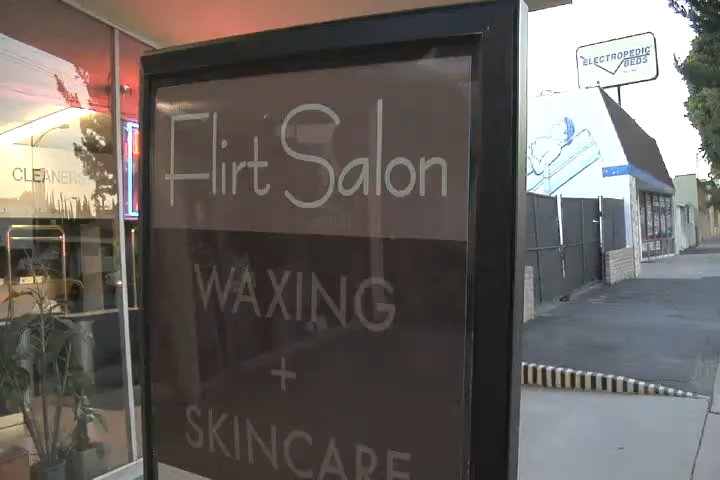 Flirt Salon
WAXING
+
SKINCARE
CLEANERS
ELECTROPEDIC
BEDS